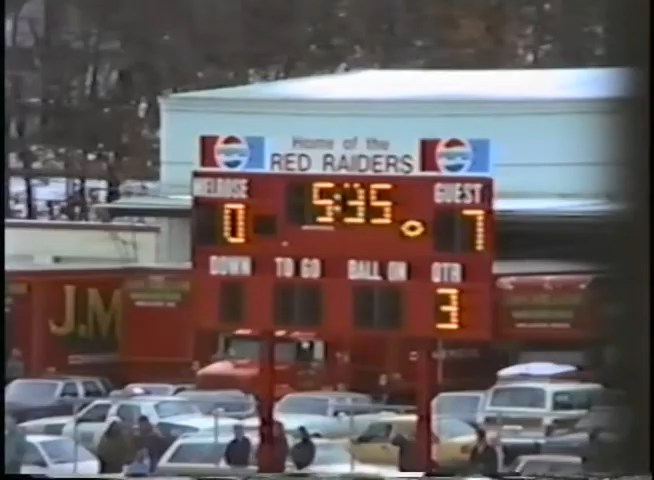 Home of the
RED RAIDERS
MELROSE 5:35 GUEST
0 7
DOWN TO GO BALL ON QTR
3
J.M